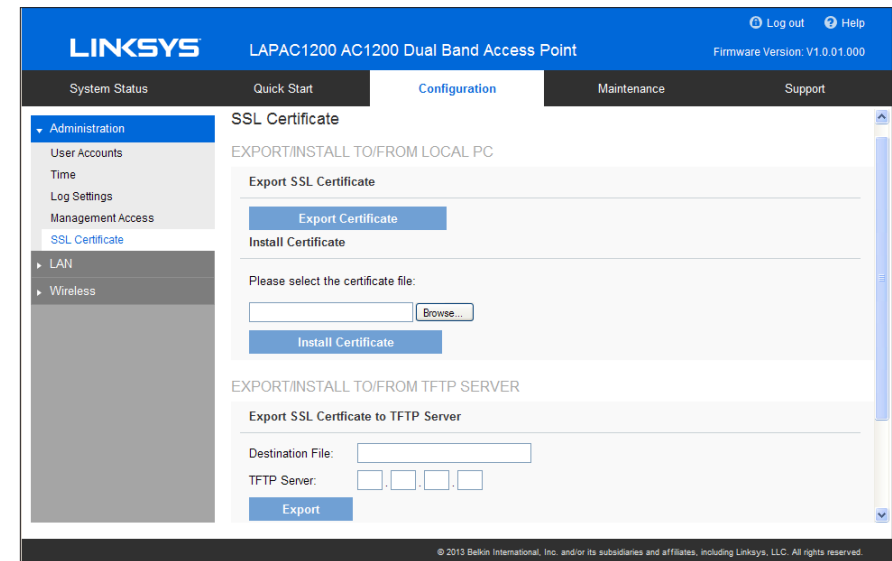 Log out Help
LINKSYS LAPAC1200 AC1200 Dual Band Access Point Firmware Version: V1.0.01.000
System Status Quick Start Configuration Maintenance Support
Administration
User Accounts
Time
Log Settings
Management Access
SSL Certificate
LAN
Wireless
SSL Certificate
EXPORT/INSTALL TO/FROM LOCAL PC
Export SSL Certificate
Export Certificate
Install Certificate
Please select the certificate file:
Browse...
Install Certificate
EXPORT/INSTALL TO/FROM TFTP SERVER
Export SSL Certficate to TFTP Server
Destination File:
TFTP Server: . . .
Export
© 2013 Belkin International, Inc. and/or its subsidiaries and affiliates, including Linksys, LLC. All rights reserved.